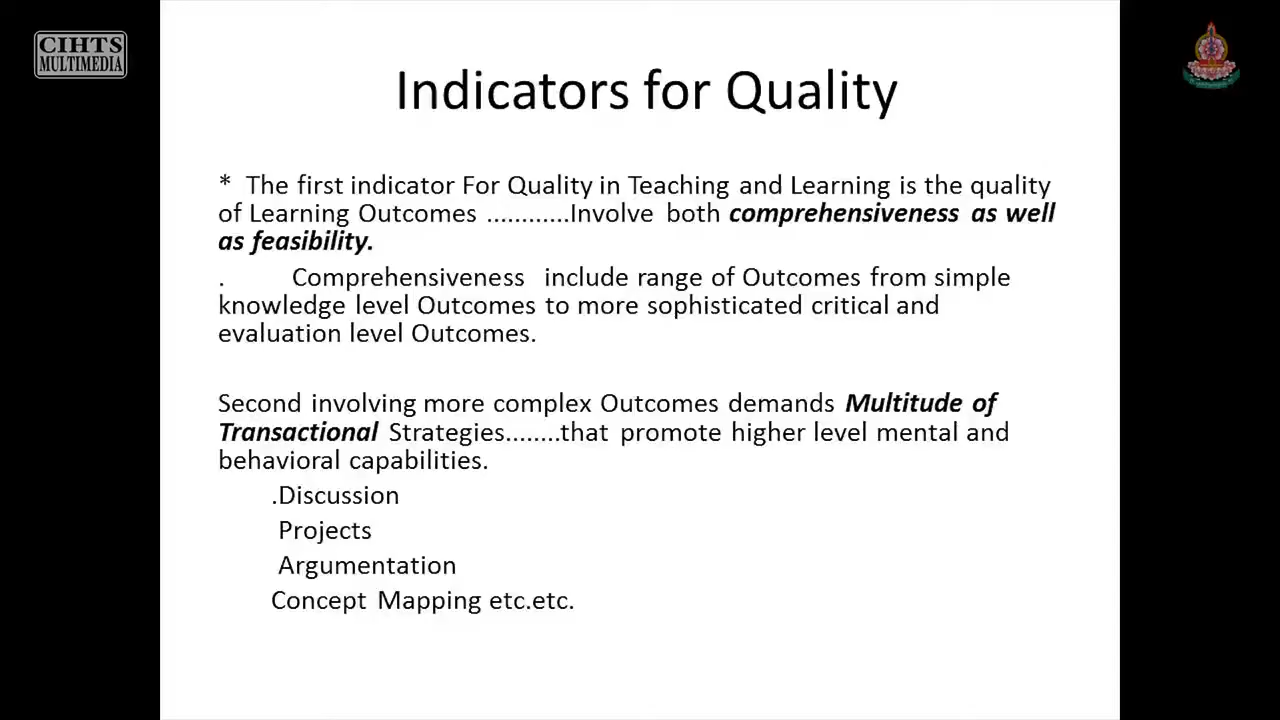 CIHTS
MULTIMEDIA
Indicators for Quality
* The first indicator For Quality in Teaching and Learning is the quality
of Learning Outcomes ............Involve both comprehensiveness as well
as feasibility.
. Comprehensiveness include range of Outcomes from simple
knowledge level Outcomes to more sophisticated critical and
evaluation level Outcomes.
Second involving more complex Outcomes demands Multitude of
Transactional Strategies........that promote higher level mental and
behavioral capabilities.
.Discussion
Projects
Argumentation
Concept Mapping etc.etc.